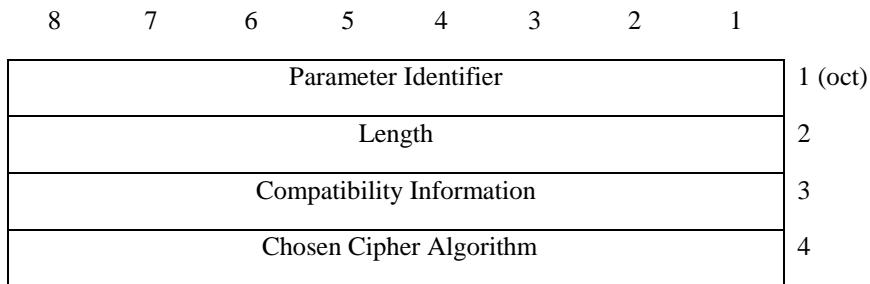 8 7 6 5 4 3 2 1
Parameter Identifier 1 (oct)
Length 2
Compatibility Information 3
Chosen Cipher Algorithm 4